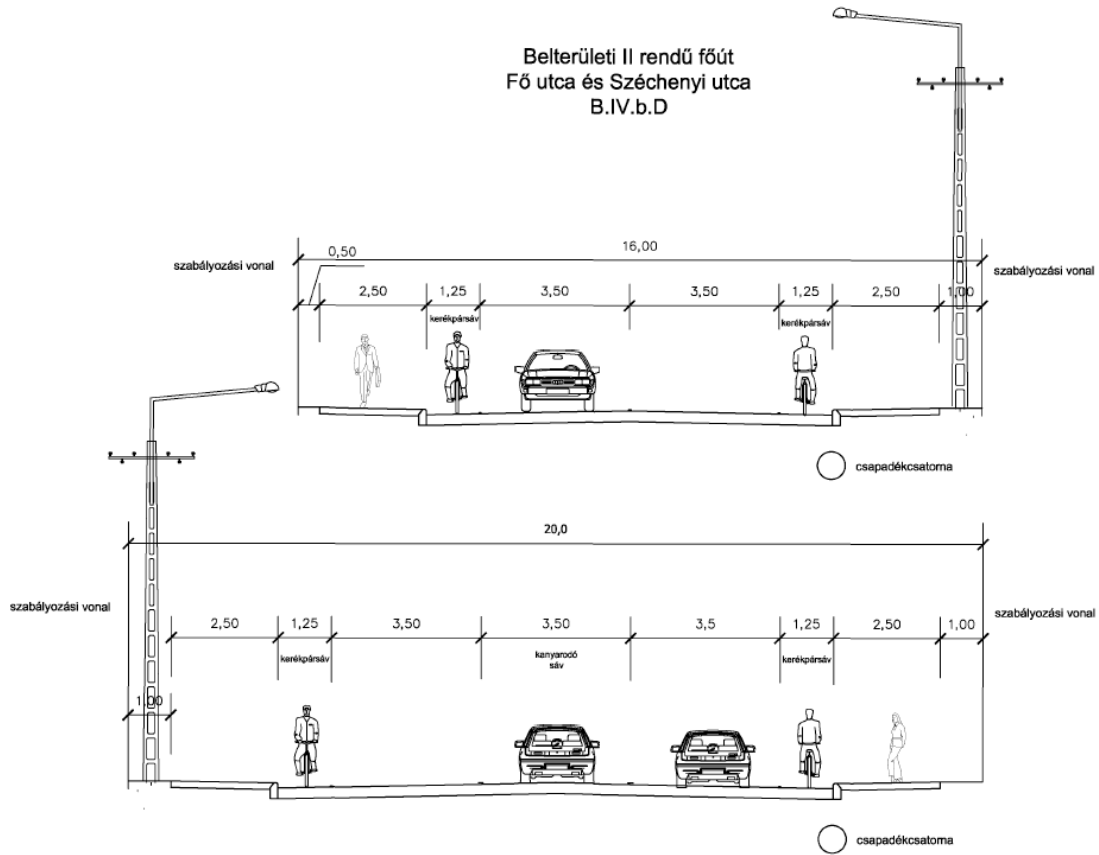 Belterületi II rendű főút
Fő utca és Széchenyi utca
B.IV.b.D
0,50
16,00
szabályozási vonal
szabályozási vonal
2,50 1,25 3,50 3,50 1,25 2,50 1,00
kerékpársáv kerékpársáv
csapadékcsatorna
20,0
szabályozási vonal
szabályozási vonal
2,50 1,25 3,50 3,50 3,5 1,25 2,50 1,00
kerékpársáv kanyarodó kerékpársáv
sáv
1,00
csapadékcsatorna